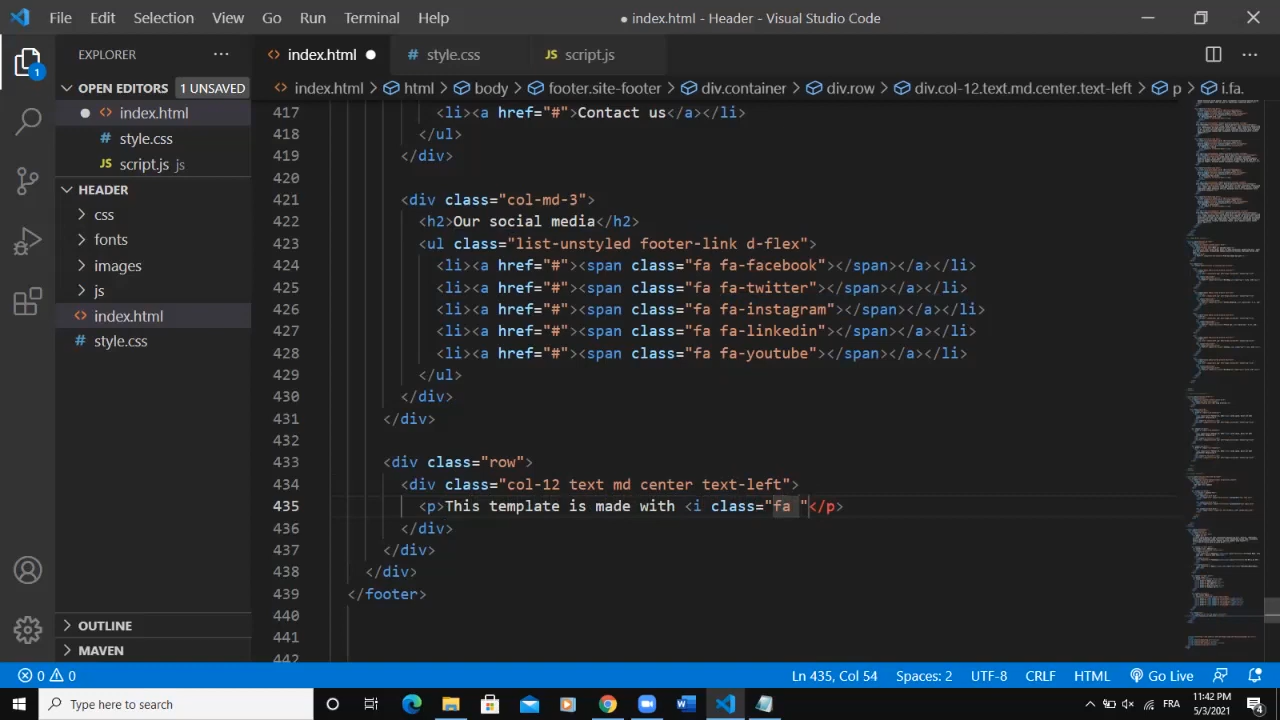 File Edit Selection View Go Run Terminal Help ● index.html - Header - Visual Studio Code
EXPLORER ···
<> index.html ● # style.css JS script.js ···
OPEN EDITORS 1 UNSAVED
index.html > html > body > footer.site-footer > div.container > div.row > div.col-12.text.md.center.text-left > p > i.fa.
● <> index.html
# style.css
JS script.js js
HEADER
> css
> fonts
> images
> js
<> index.html
# style.css
> OUTLINE
> MAVEN
417 <li><a href="#">Contact us</a></li>
418 </ul>
419 </div>
420
421 <div class="col-md-3">
422 <h2>Our social media</h2>
423 <ul class="list-unstyled footer-link d-flex">
424 <li><a href="#"><span class="fa fa-facebook"></span></a><li>
425 <li><a href="#"><span class="fa fa-twitter"></span></a></li>
426 <li><a href="#"><span class="fa fa-instagram"></span></a></li>
427 <li><a href="#"><span class="fa fa-linkedin"></span></a></li>
428 <li><a href="#"><span class="fa fa-youtube"></span></a></li>
429 </ul>
430 </div>
431 </div>
432
433 <div class="row">
434 <div class="col-12 text md center text-left">
435 <p>This template is made with <i class="fa "</p>
436 </div>
437 </div>
438 </div>
439 </footer>
440
441
442
1
0 0 Ln 435, Col 54 Spaces: 2 UTF-8 CRLF HTML Go Live
Type here to search
FRA
11:42 PM
5/3/2021
4